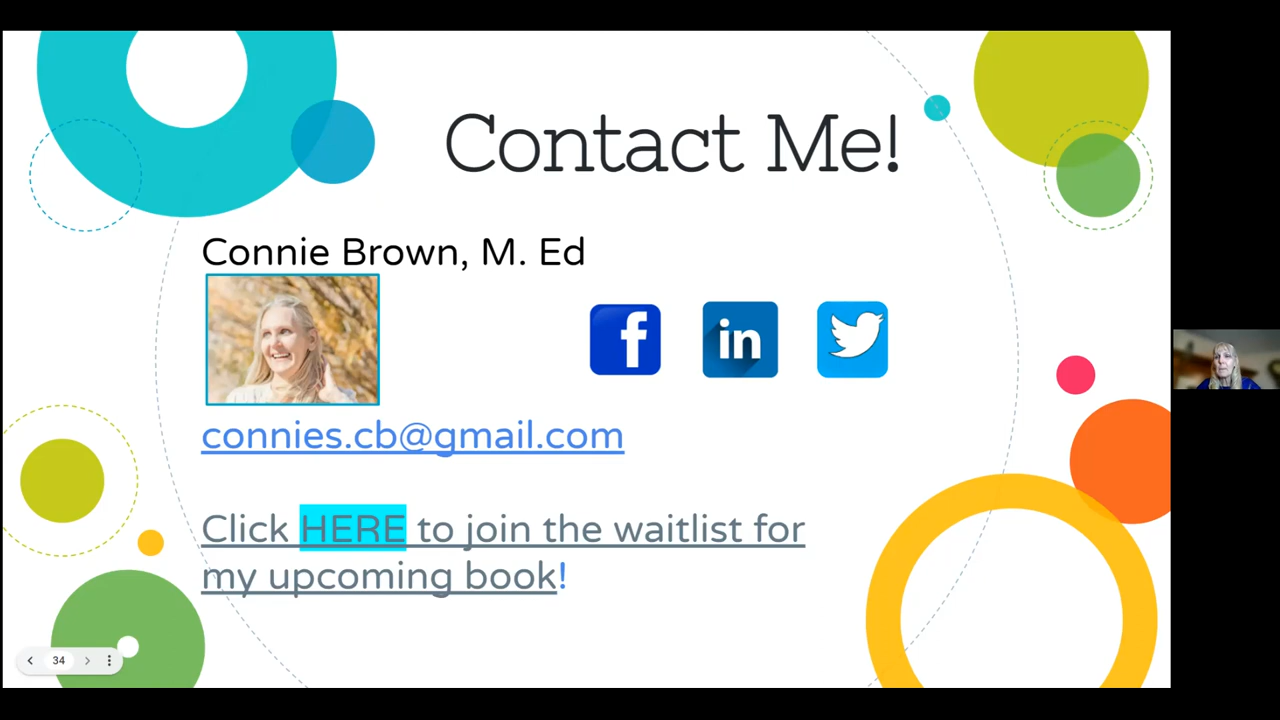 Contact Me!
Connie Brown, M. Ed
f
in
connies.cb@gmail.com
Click HERE to join the waitlist for
my upcoming book!
34